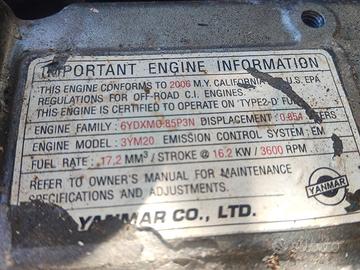 IMPORTANT ENGINE INFORMATION
THIS ENGINE CONFORMS TO 2006 M.Y. CALIFORNIA U.S. EPA
REGULATIONS FOR OFF-ROAD C.I. ENGINES.
THIS ENGINE IS CERTIFIED TO OPERATE ON 'TYPE2-D' FU
ENGINE FAMILY : 6YDXM0.85P3N DISPLACEMENT : 0.854 ERS
ENGINE MODEL : 3YM20 EMISSION CONTROL SYSTEM : EM
FUEL RATE : 17.2 MM³ / STROKE @ 16.2 KW / 3600 RPM
REFER TO OWNER'S MANUAL FOR MAINTENANCE
SPECIFICATIONS AND ADJUSTMENTS.
YANMAR
YANMAR CO., LTD.
subito